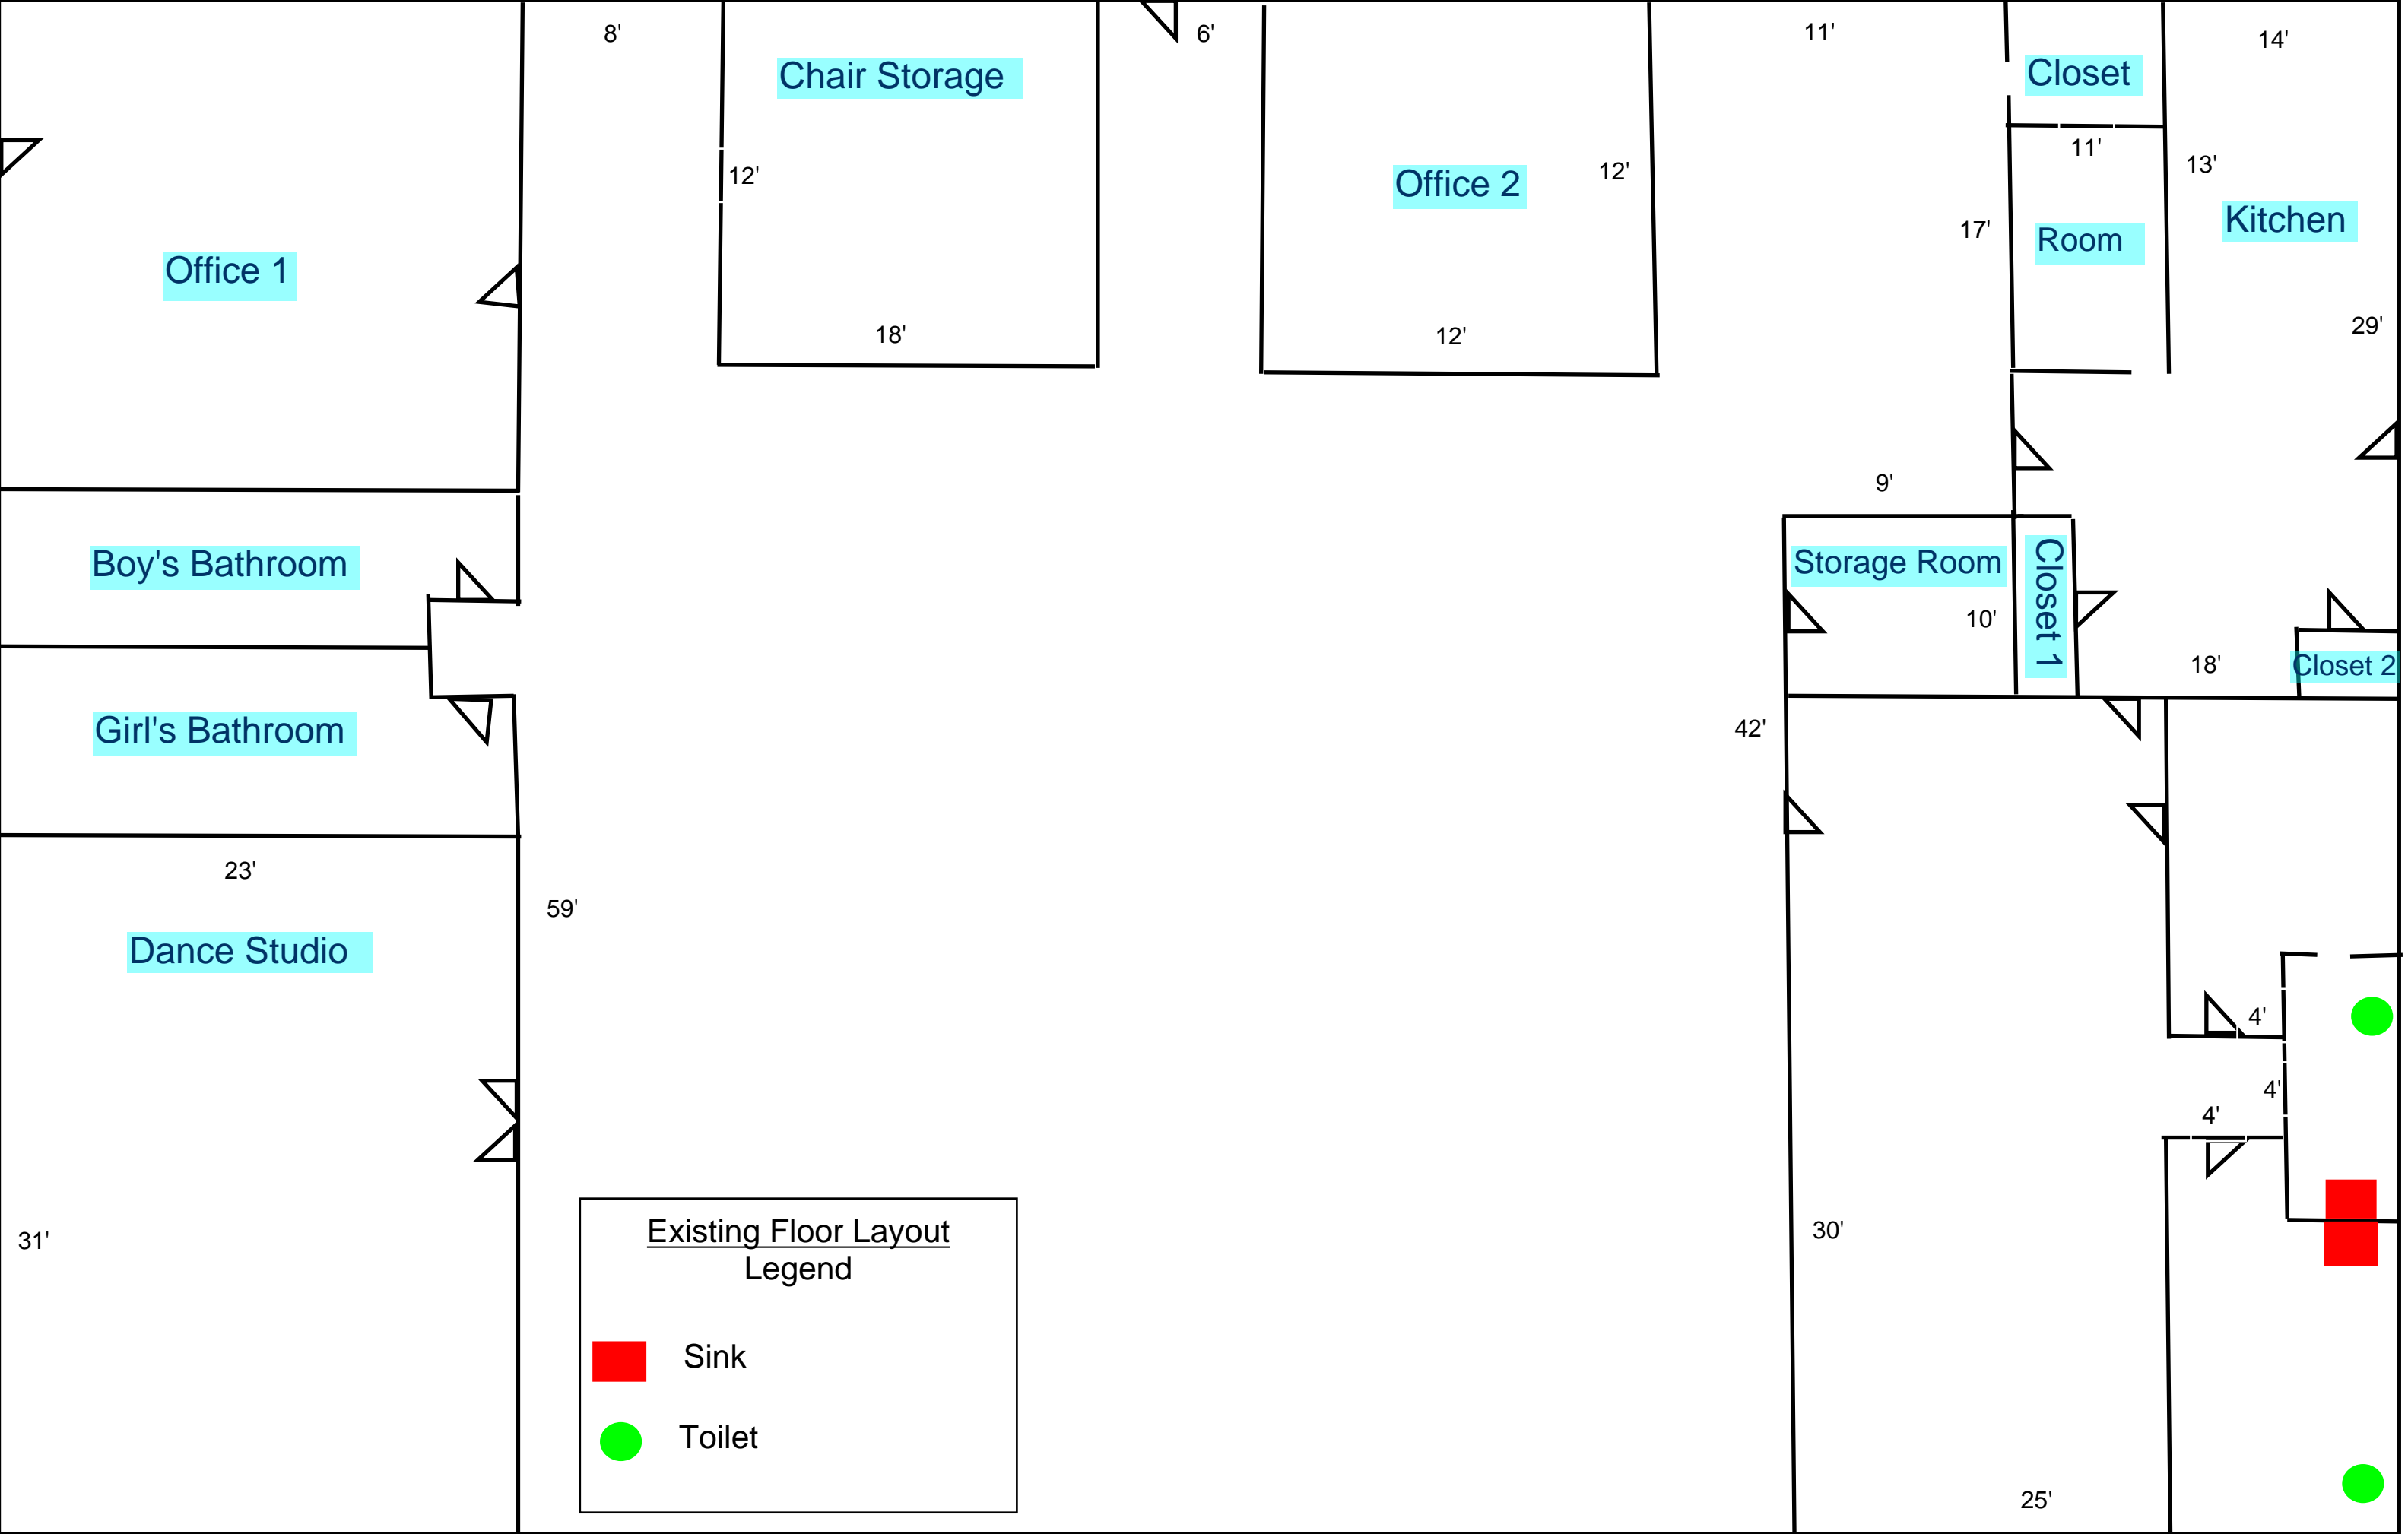 8'
6'
11'
14'
Chair Storage
Closet
11'
13'
12'
12'
Office 2
17'
Room
Kitchen
Office 1
18'
12'
29'
9'
Boy's Bathroom
Storage Room
Closet 1
10'
18'
Closet 2
Girl's Bathroom
42'
23'
59'
Dance Studio
4'
4'
4'
31'
30'
25'
Existing Floor Layout
Legend
Sink
Toilet